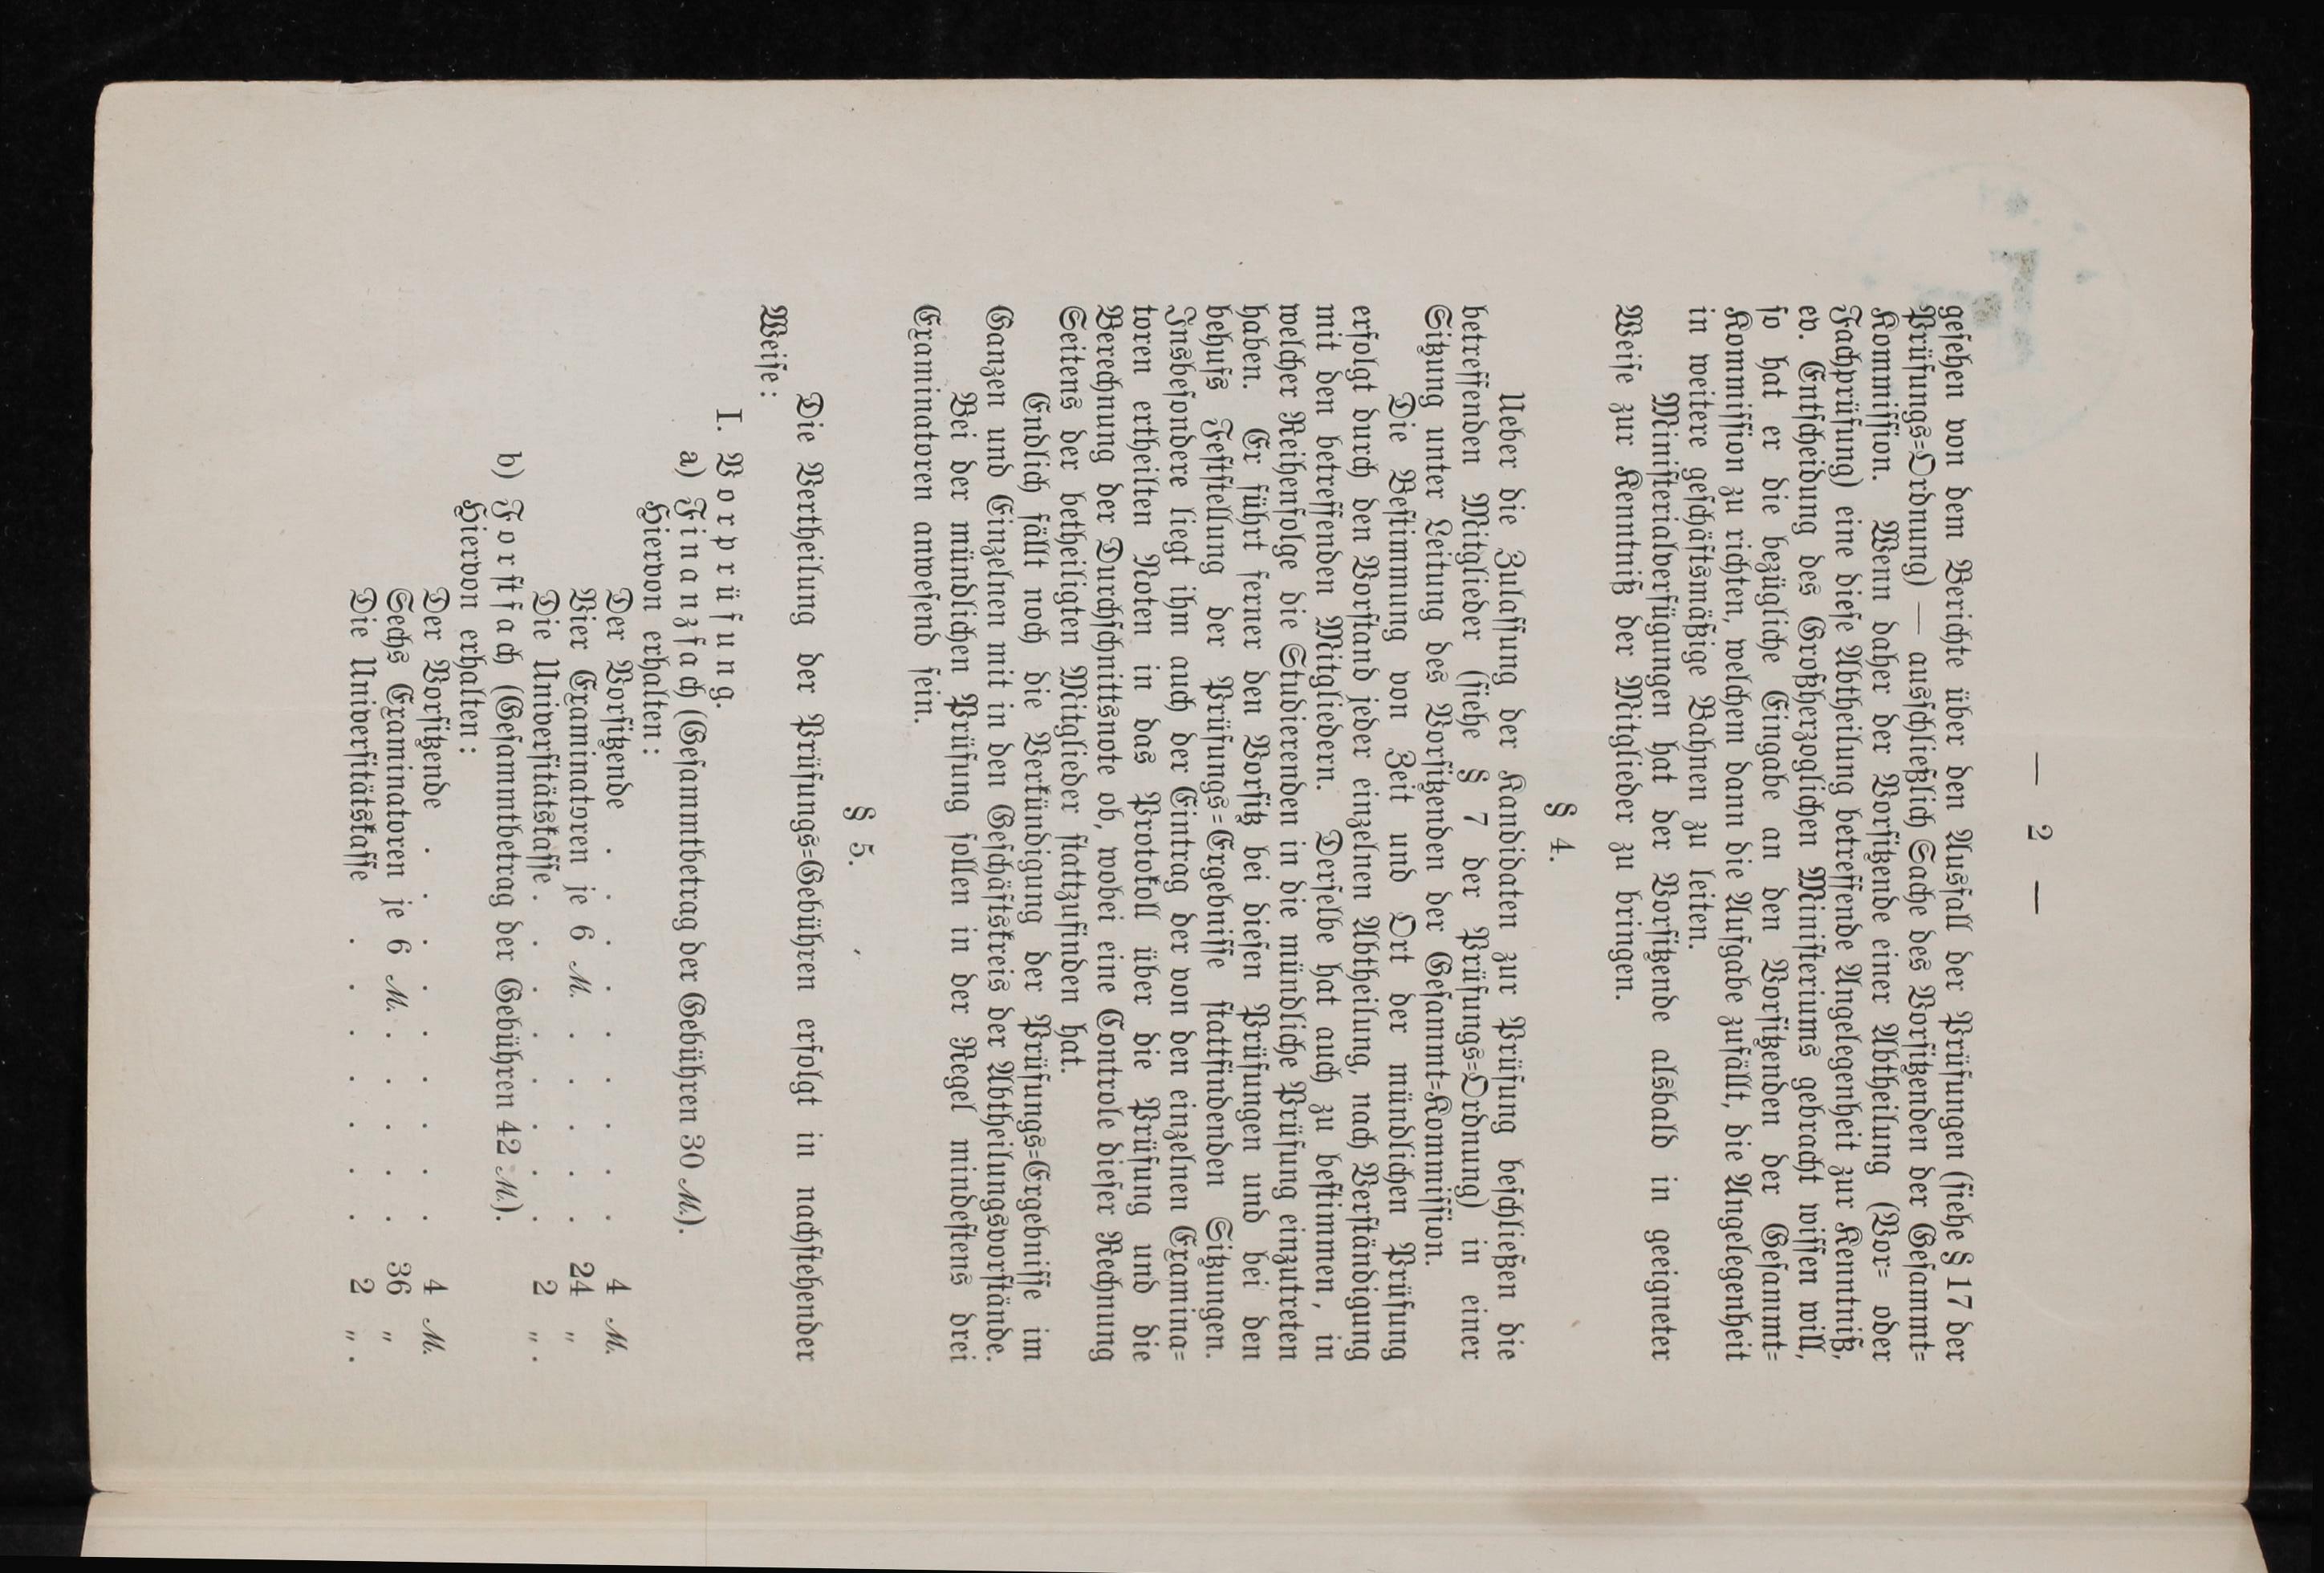 — 2 —
gesehen von dem Berichte über den Ausfall der Prüfungen (siehe § 17 der
Prüfungs=Ordnung) — ausschließlich Sache des Vorsitzenden der Gesammt=
Kommission. Wenn daher der Vorsitzende einer Abtheilung (Vor= oder
Fachprüfung) eine diese Abtheilung betreffende Angelegenheit zur Kenntniß,
ev. Entscheidung des Großherzoglichen Ministeriums gebracht wissen will,
so hat er die bezügliche Eingabe an den Vorsitzenden der Gesammt=
Kommission zu richten, welchem dann die Aufgabe zufällt, die Angelegenheit
in weitere geschäftsmäßige Bahnen zu leiten.
Ministerialverfügungen hat der Vorsitzende alsbald in geeigneter
Weise zur Kenntniß der Mitglieder zu bringen.
§ 4.
Ueber die Zulassung der Kandidaten zur Prüfung beschließen die
betreffenden Mitglieder (siehe § 7 der Prüfungs=Ordnung) in einer
Sitzung unter Leitung des Vorsitzenden der Gesammt=Kommission.
Die Bestimmung von Zeit und Ort der mündlichen Prüfung
erfolgt durch den Vorstand jeder einzelnen Abtheilung, nach Verständigung
mit den betreffenden Mitgliedern. Derselbe hat auch zu bestimmen, in
welcher Reihenfolge die Studierenden in die mündliche Prüfung einzutreten
haben. Er führt ferner den Vorsitz bei diesen Prüfungen und bei den
behufs Feststellung der Prüfungs=Ergebnisse stattfindenden Sitzungen.
Insbesondere liegt ihm auch der Eintrag der von den einzelnen Examina=
toren ertheilten Noten in das Protokoll über die Prüfung und die
Berechnung der Durchschnittsnote ob, wobei eine Controle dieser Rechnung
Seitens der betheiligten Mitglieder stattzufinden hat.
Endlich fällt noch die Verkündigung der Prüfungs=Ergebnisse im
Ganzen und Einzelnen mit in den Geschäftskreis der Abtheilungsvorstände.
Bei der mündlichen Prüfung sollen in der Regel mindestens drei
Examinatoren anwesend sein.
§ 5.
Die Vertheilung der Prüfungs=Gebühren erfolgt in nachstehender
Weise:
I. Vorprüfung.
a) Finanzfach (Gesammtbetrag der Gebühren 30 M.).
Hiervon erhalten:
Der Vorsitzende . . . . . . . . . 4 M.
Vier Examinatoren je 6 M. . . . . . 24 „
Die Universitätskasse . . . . . . . . 2 „ .
b) Forstfach (Gesammtbetrag der Gebühren 42 M.).
Hiervon erhalten:
Der Vorsitzende . . . . . . . . . 4 M.
Sechs Examinatoren je 6 M. . . . . . 36 „
Die Universitätskasse . . . . . . . 2 „ .